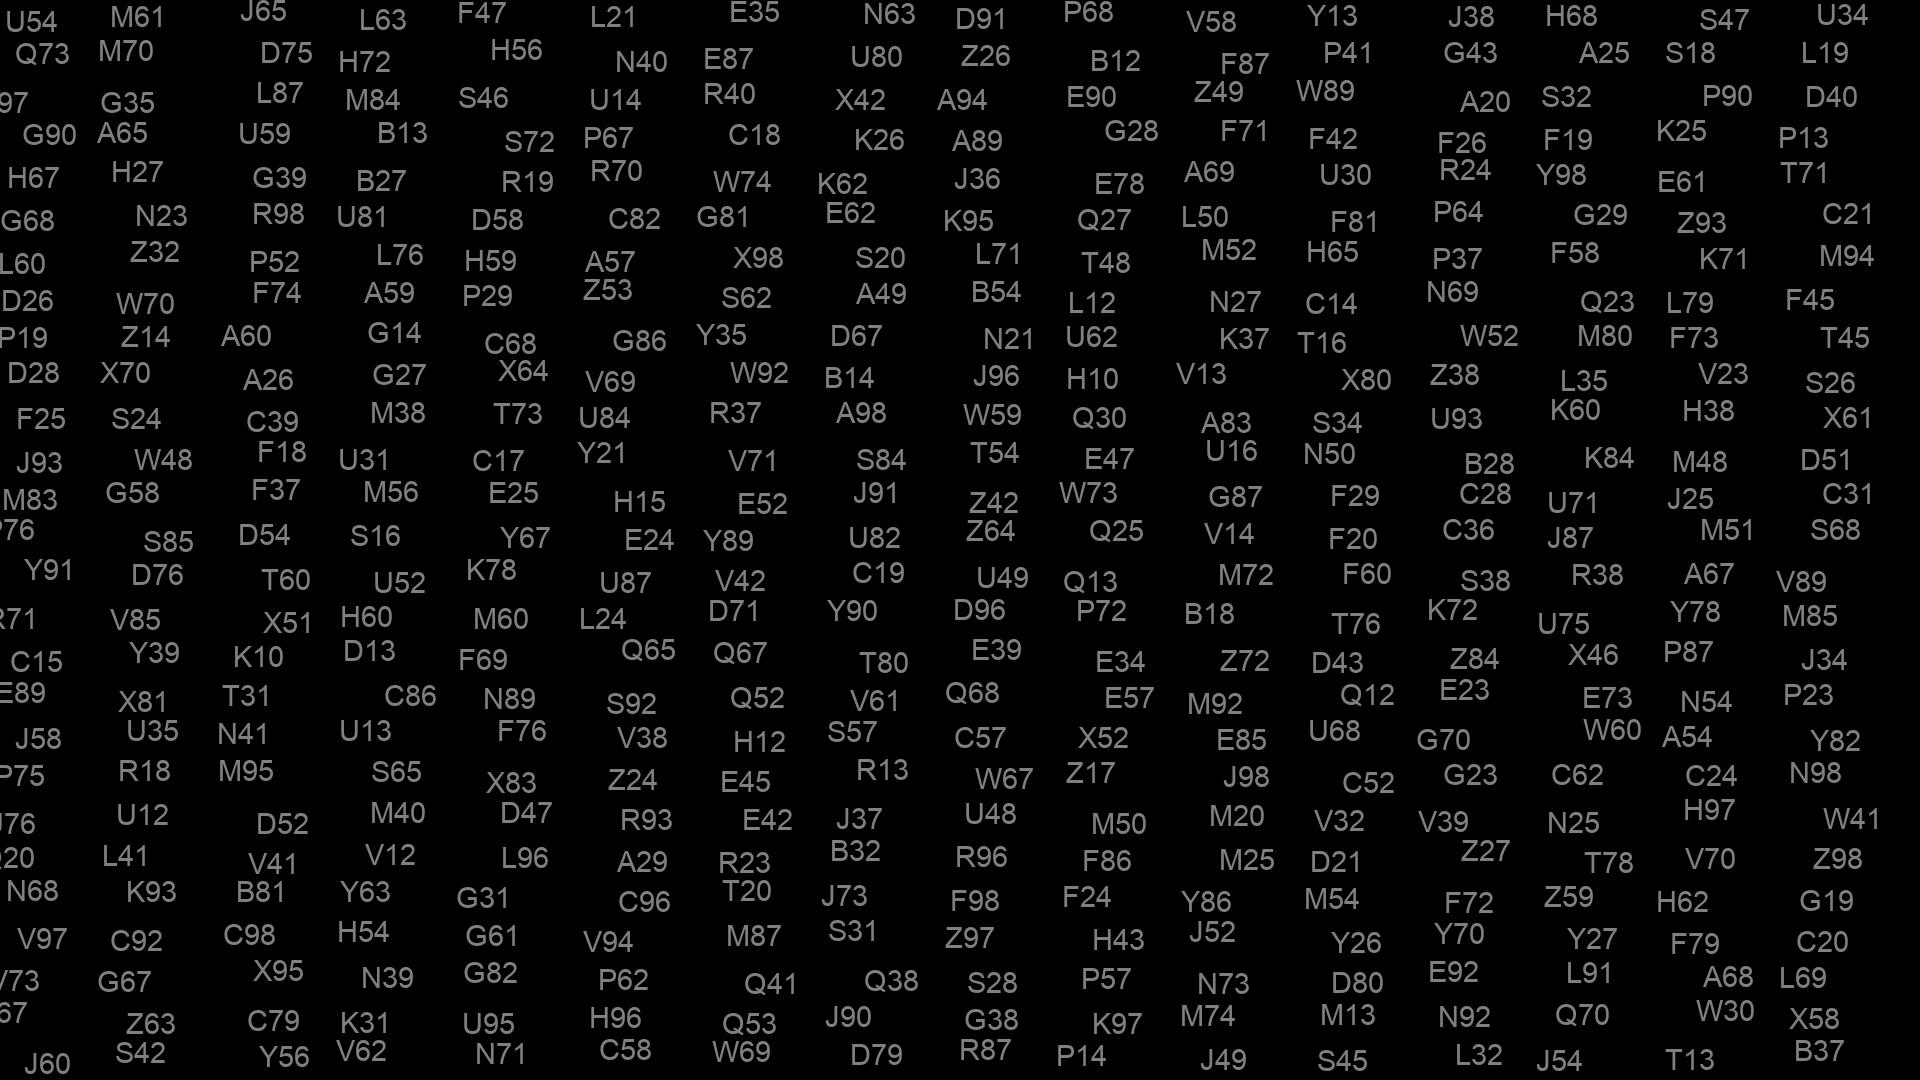 U54 M61 J65 L63 F47 L21 E35 N63 D91 P68 V58 Y13 J38 H68 S47 U34
Q73 M70 D75 H72 H56 N40 E87 U80 Z26 B12 F87 P41 G43 A25 S18 L19
97 G35 L87 M84 S46 U14 R40 X42 A94 E90 Z49 W89 A20 S32 P90 D40
G90 A65 U59 B13 S72 P67 C18 K26 A89 G28 F71 F42 F26 F19 K25 P13
H67 H27 G39 B27 R19 R70 W74 K62 J36 E78 A69 U30 R24 Y98 E61 T71
G68 N23 R98 U81 D58 C82 G81 E62 K95 Q27 L50 F81 P64 G29 Z93 C21
L60 Z32 P52 L76 H59 A57 X98 S20 L71 T48 M52 H65 P37 F58 K71 M94
D26 W70 F74 A59 P29 Z53 S62 A49 B54 L12 N27 C14 N69 Q23 L79 F45
P19 Z14 A60 G14 C68 G86 Y35 D67 N21 U62 K37 T16 W52 M80 F73 T45
D28 X70 A26 G27 X64 V69 W92 B14 J96 H10 V13 X80 Z38 L35 V23 S26
F25 S24 C39 M38 T73 U84 R37 A98 W59 Q30 A83 S34 U93 K60 H38 X61
J93 W48 F18 U31 C17 Y21 V71 S84 T54 E47 U16 N50 B28 K84 M48 D51
M83 G58 F37 M56 E25 H15 E52 J91 Z42 W73 G87 F29 C28 U71 J25 C31
P76 S85 D54 S16 Y67 E24 Y89 U82 Z64 Q25 V14 F20 C36 J87 M51 S68
Y91 D76 T60 U52 K78 U87 V42 C19 U49 Q13 M72 F60 S38 R38 A67 V89
R71 V85 X51 H60 M60 L24 D71 Y90 D96 P72 B18 T76 K72 U75 Y78 M85
C15 Y39 K10 D13 F69 Q65 Q67 T80 E39 E34 Z72 D43 Z84 X46 P87 J34
E89 X81 T31 C86 N89 S92 Q52 V61 Q68 E57 M92 Q12 E23 E73 N54 P23
J58 U35 N41 U13 F76 V38 H12 S57 C57 X52 E85 U68 G70 W60 A54 Y82
P75 R18 M95 S65 X83 Z24 E45 R13 W67 Z17 J98 C52 G23 C62 C24 N98
76 U12 D52 M40 D47 R93 E42 J37 U48 M50 M20 V32 V39 N25 H97 W41
20 L41 V41 V12 L96 A29 R23 B32 R96 F86 M25 D21 Z27 T78 V70 Z98
N68 K93 B81 Y63 G31 C96 T20 J73 F98 F24 Y86 M54 F72 Z59 H62 G19
V97 C92 C98 H54 G61 V94 M87 S31 Z97 H43 J52 Y26 Y70 Y27 F79 C20
V73 G67 X95 N39 G82 P62 Q41 Q38 S28 P57 N73 D80 E92 L91 A68 L69
67 Z63 C79 K31 U95 H96 Q53 J90 G38 K97 M74 M13 N92 Q70 W30 X58
J60 S42 Y56 V62 N71 C58 W69 D79 R87 P14 J49 S45 L32 J54 T13 B37